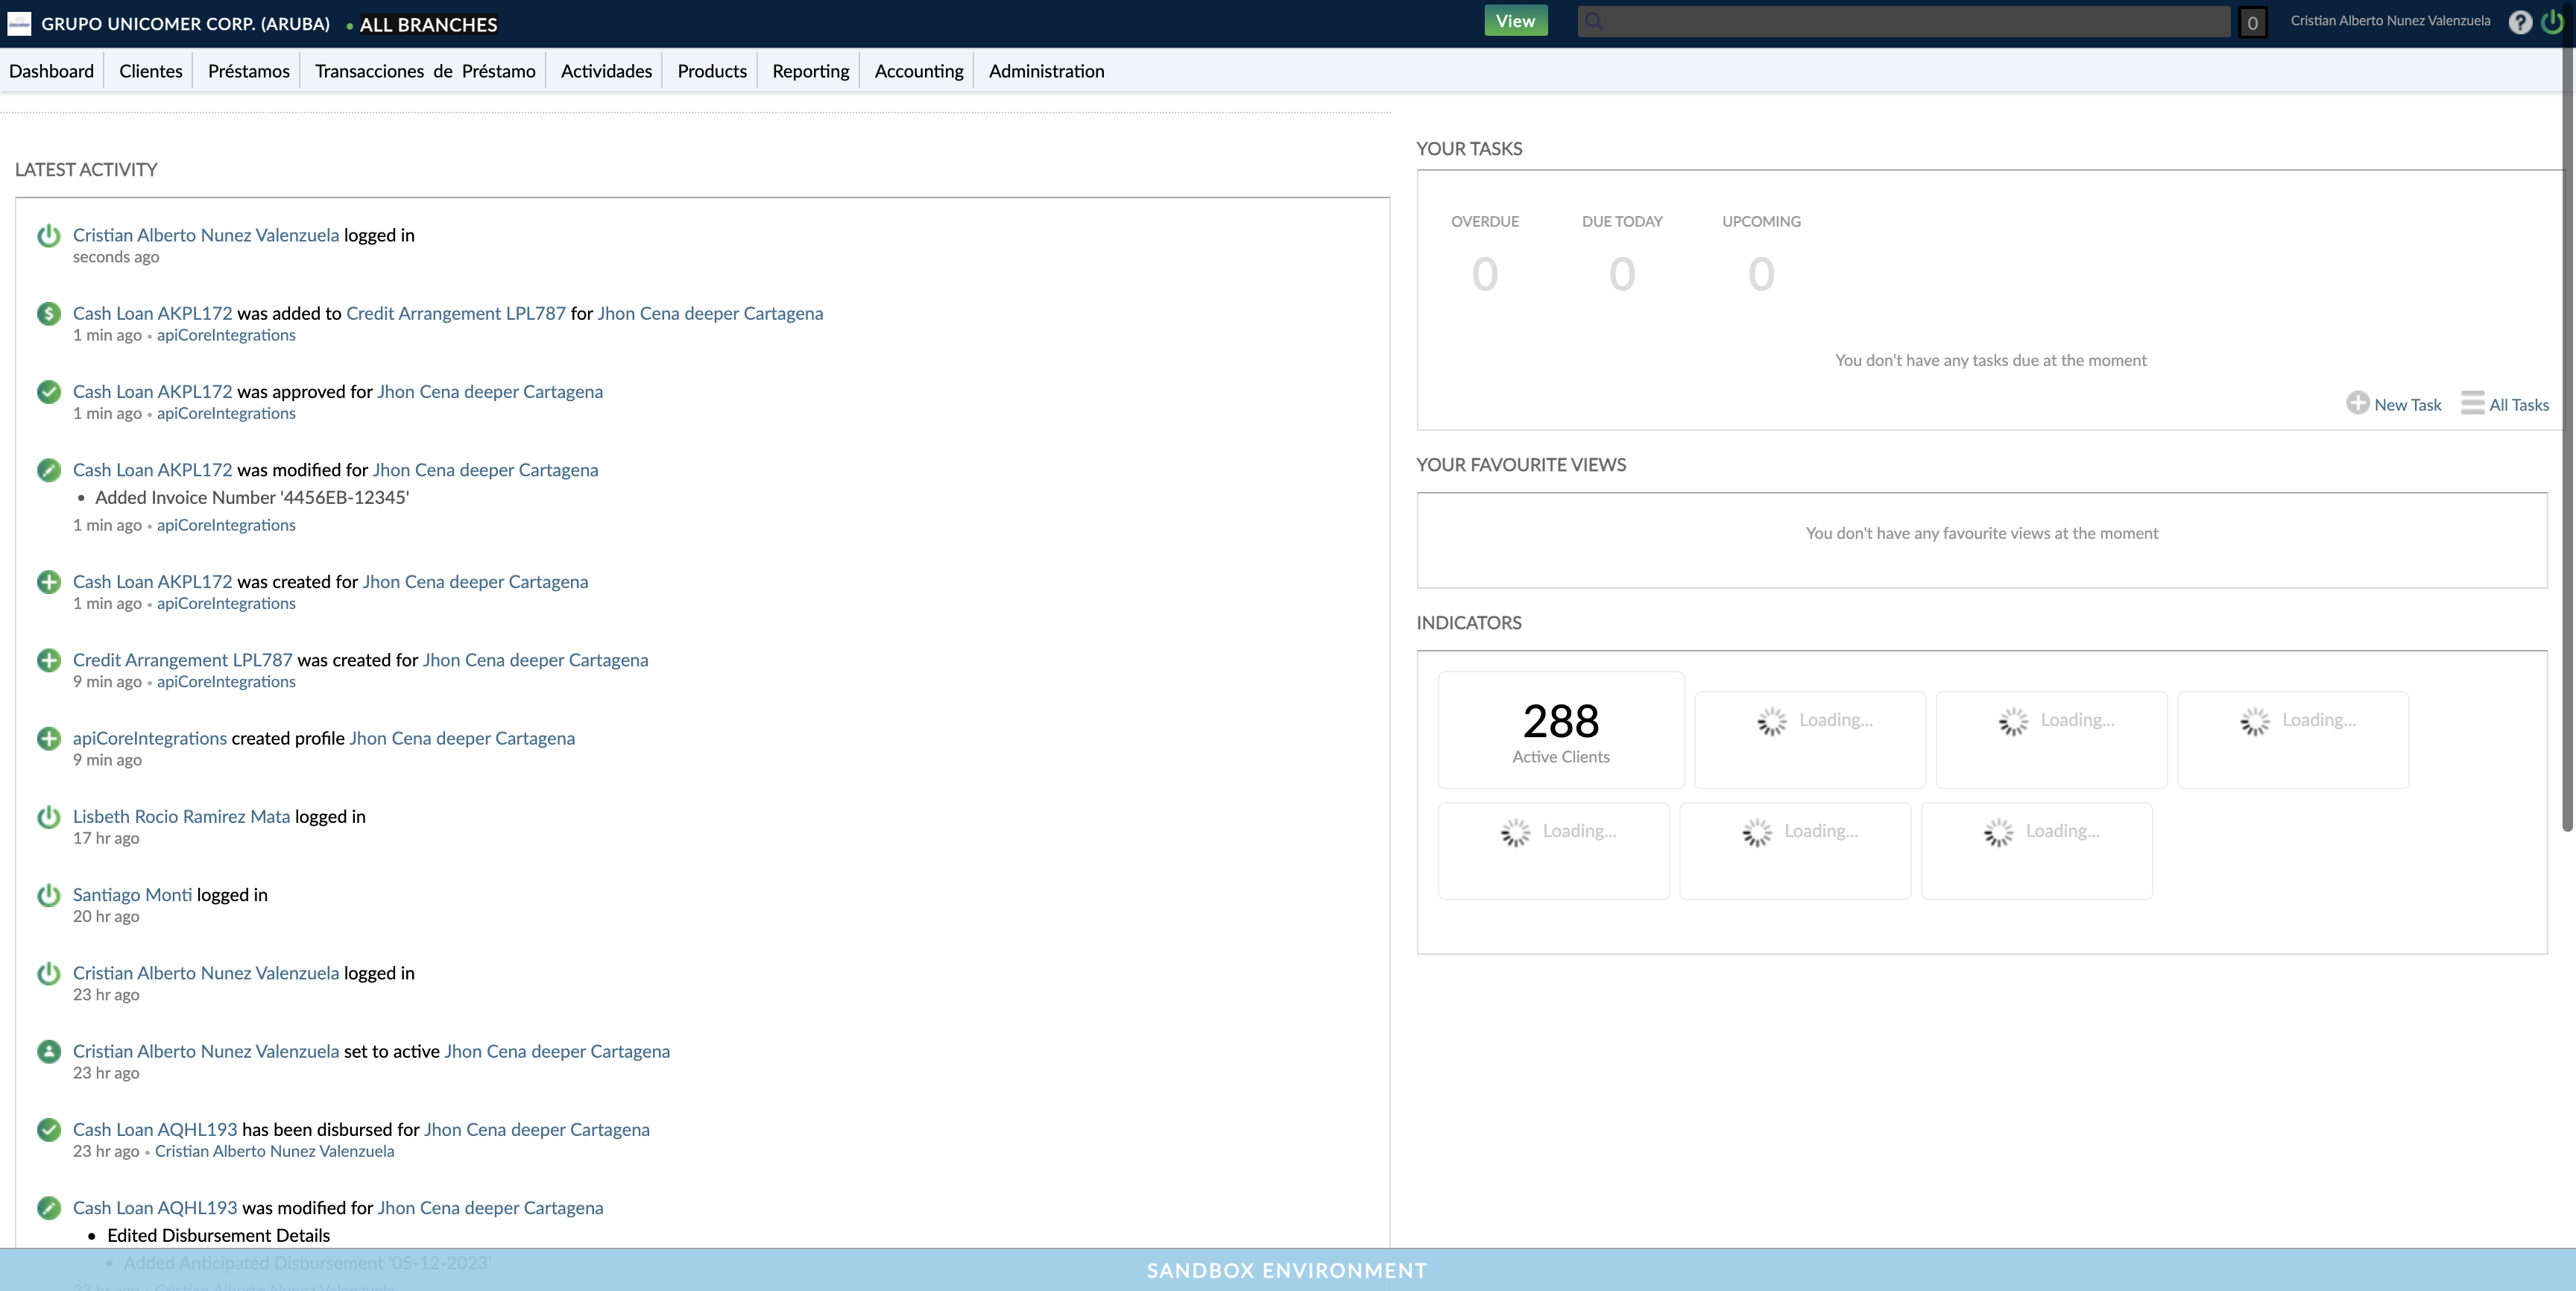 GRUPO UNICOMER CORP. (ARUBA) • ALL BRANCHES
View
0
Cristian Alberto Nunez Valenzuela
?
Dashboard
Clientes
Préstamos
Transacciones de Préstamo
Actividades
Products
Reporting
Accounting
Administration
LATEST ACTIVITY
Cristian Alberto Nunez Valenzuela logged in
seconds ago
Cash Loan AKPL172 was added to Credit Arrangement LPL787 for Jhon Cena deeper Cartagena
1 min ago • apiCoreIntegrations
Cash Loan AKPL172 was approved for Jhon Cena deeper Cartagena
1 min ago • apiCoreIntegrations
Cash Loan AKPL172 was modified for Jhon Cena deeper Cartagena
• Added Invoice Number '4456EB-12345'
1 min ago • apiCoreIntegrations
Cash Loan AKPL172 was created for Jhon Cena deeper Cartagena
1 min ago • apiCoreIntegrations
Credit Arrangement LPL787 was created for Jhon Cena deeper Cartagena
9 min ago • apiCoreIntegrations
apiCoreIntegrations created profile Jhon Cena deeper Cartagena
9 min ago
Lisbeth Rocio Ramirez Mata logged in
17 hr ago
Santiago Monti logged in
20 hr ago
Cristian Alberto Nunez Valenzuela logged in
23 hr ago
Cristian Alberto Nunez Valenzuela set to active Jhon Cena deeper Cartagena
23 hr ago
Cash Loan AQHL193 has been disbursed for Jhon Cena deeper Cartagena
23 hr ago • Cristian Alberto Nunez Valenzuela
Cash Loan AQHL193 was modified for Jhon Cena deeper Cartagena
• Edited Disbursement Details
• Added Anticipated Disbursement '05-12-2023'
23 hr ago • Cristian Alberto Nunez Valenzuela
YOUR TASKS
OVERDUE
DUE TODAY
UPCOMING
0
0
0
You don't have any tasks due at the moment
New Task
All Tasks
YOUR FAVOURITE VIEWS
You don't have any favourite views at the moment
INDICATORS
288
Active Clients
Loading...
Loading...
Loading...
Loading...
Loading...
Loading...
SANDBOX ENVIRONMENT